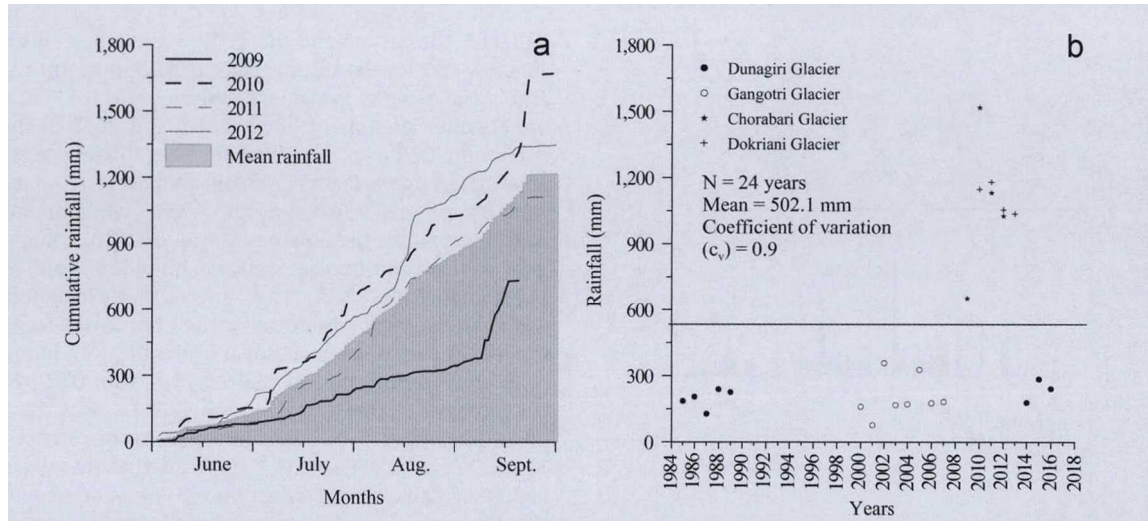 a
1,800
1,500
1,200
900
600
300
0
Cumulative rainfall (mm)
2009
2010
2011
2012
Mean rainfall
June
July
Aug.
Sept.
Months
b
1,800
1,500
1,200
900
600
300
0
Rainfall (mm)
Dunagiri Glacier
Gangotri Glacier
Chorabari Glacier
Dokriani Glacier
N = 24 years
Mean = 502.1 mm
Coefficient of variation
(cv) = 0.9
1984
1986
1988
1990
1992
1994
1996
1998
2000
2002
2004
2006
2008
2010
2012
2014
2016
2018
Years